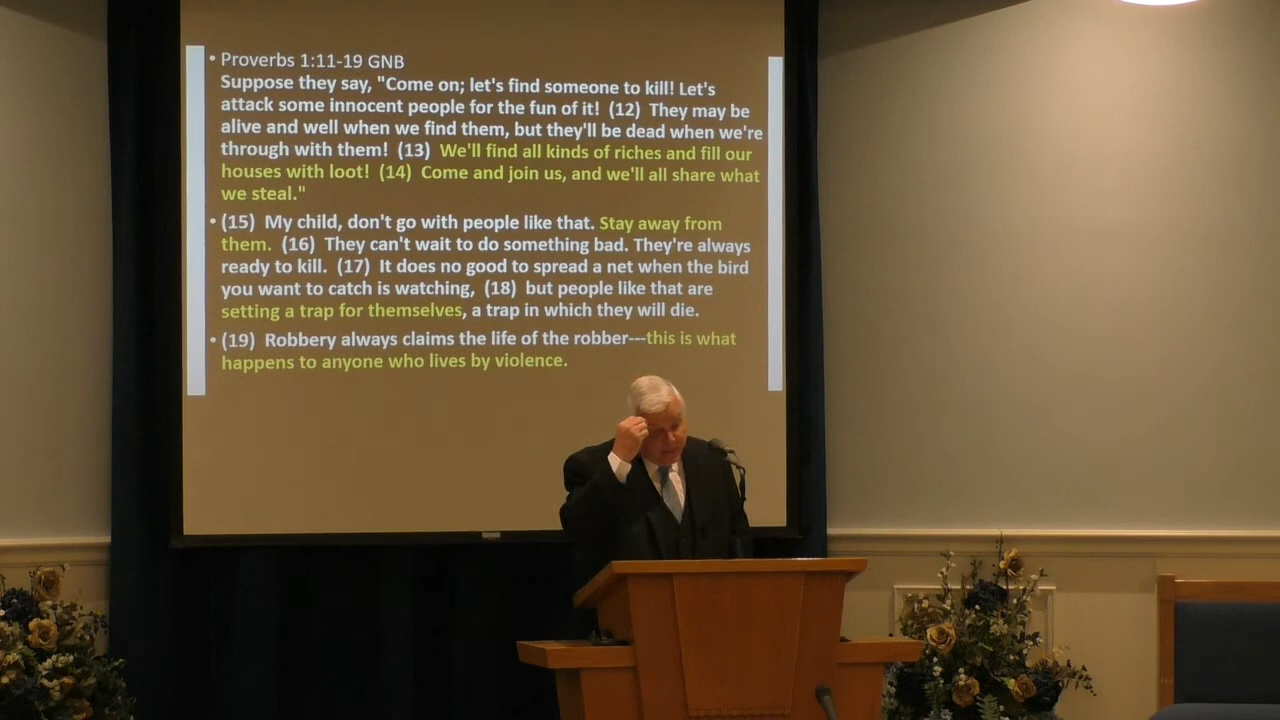 • Proverbs 1:11-19 GNB
Suppose they say, "Come on; let's find someone to kill! Let's
attack some innocent people for the fun of it! (12) They may be
alive and well when we find them, but they'll be dead when we're
through with them! (13) We'll find all kinds of riches and fill our
houses with loot! (14) Come and join us, and we'll all share what
we steal."
• (15) My child, don't go with people like that. Stay away from
them. (16) They can't wait to do something bad. They're always
ready to kill. (17) It does no good to spread a net when the bird
you want to catch is watching, (18) but people like that are
setting a trap for themselves, a trap in which they will die.
• (19) Robbery always claims the life of the robber---this is what
happens to anyone who lives by violence.